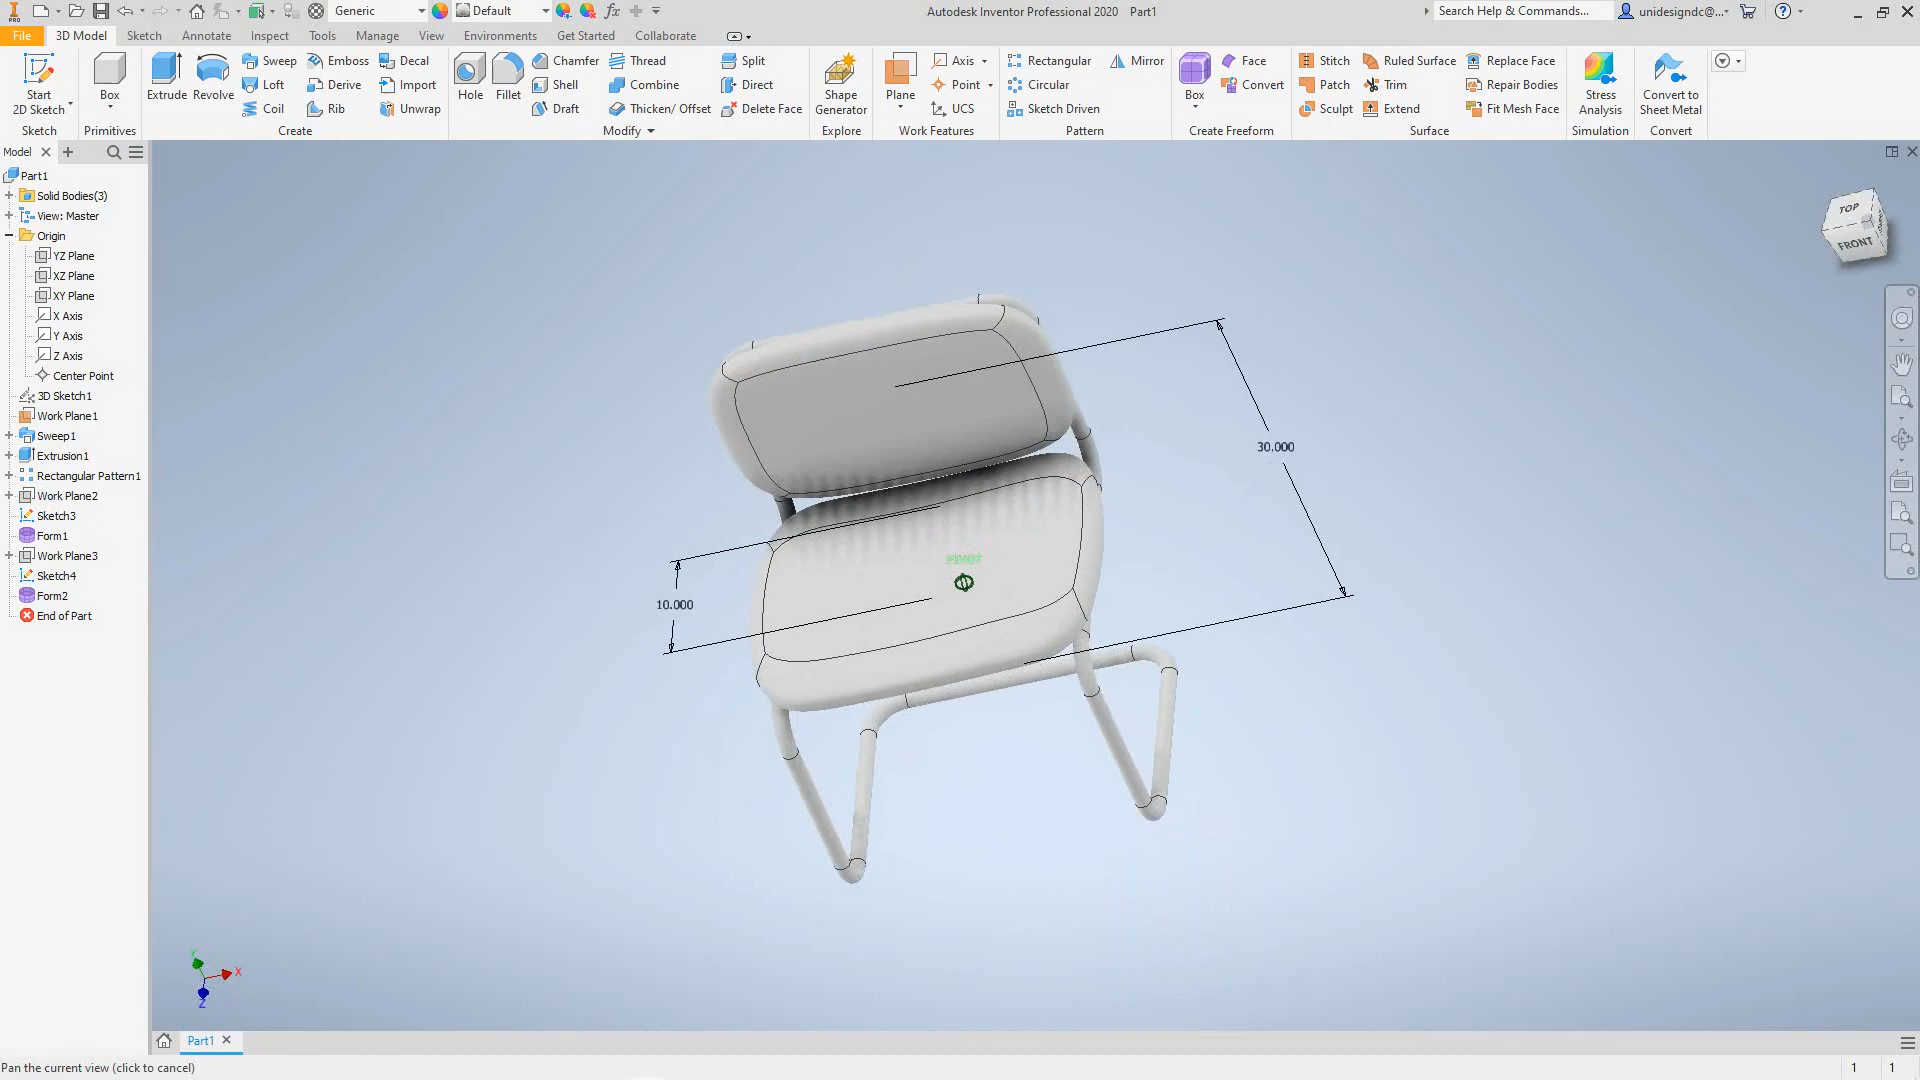 PRO
Generic
Default
fx
Autodesk Inventor Professional 2020 Part1
Search Help & Commands...
unidesigndc@...
File
3D Model
Sketch
Annotate
Inspect
Tools
Manage
View
Environments
Get Started
Collaborate
Start
2D Sketch
Sketch
Box
Primitives
Extrude
Revolve
Sweep
Loft
Coil
Emboss
Derive
Rib
Decal
Import
Unwrap
Create
Hole
Fillet
Chamfer
Shell
Draft
Thread
Combine
Thicken/ Offset
Split
Direct
Delete Face
Modify
Shape
Generator
Explore
Plane
Axis
Point
UCS
Work Features
Rectangular
Circular
Sketch Driven
Mirror
Pattern
Box
Face
Convert
Create Freeform
Stitch
Patch
Sculpt
Ruled Surface
Trim
Extend
Replace Face
Repair Bodies
Fit Mesh Face
Surface
Stress
Analysis
Simulation
Convert to
Sheet Metal
Convert
Model
Part1
Solid Bodies(3)
View: Master
Origin
YZ Plane
XZ Plane
XY Plane
X Axis
Y Axis
Z Axis
Center Point
3D Sketch1
Work Plane1
Sweep1
Extrusion1
Rectangular Pattern1
Work Plane2
Sketch3
Form1
Work Plane3
Sketch4
Form2
End of Part
TOP
FRONT
30.000
PIVOT
10.000
Y
X
Z
Part1
Pan the current view (click to cancel)
1
1